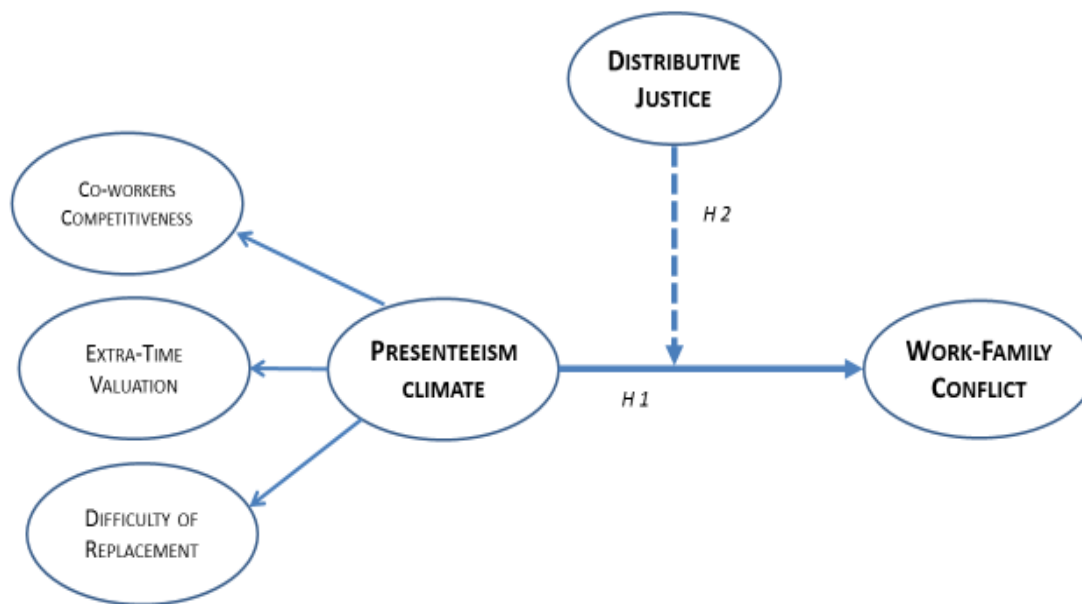 DISTRIBUTIVE
JUSTICE
CO-WORKERS
COMPETITIVENESS
H 2
EXTRA-TIME
VALUATION
PRESENTEEISM
CLIMATE
H 1
WORK-FAMILY
CONFLICT
DIFFICULTY OF
REPLACEMENT